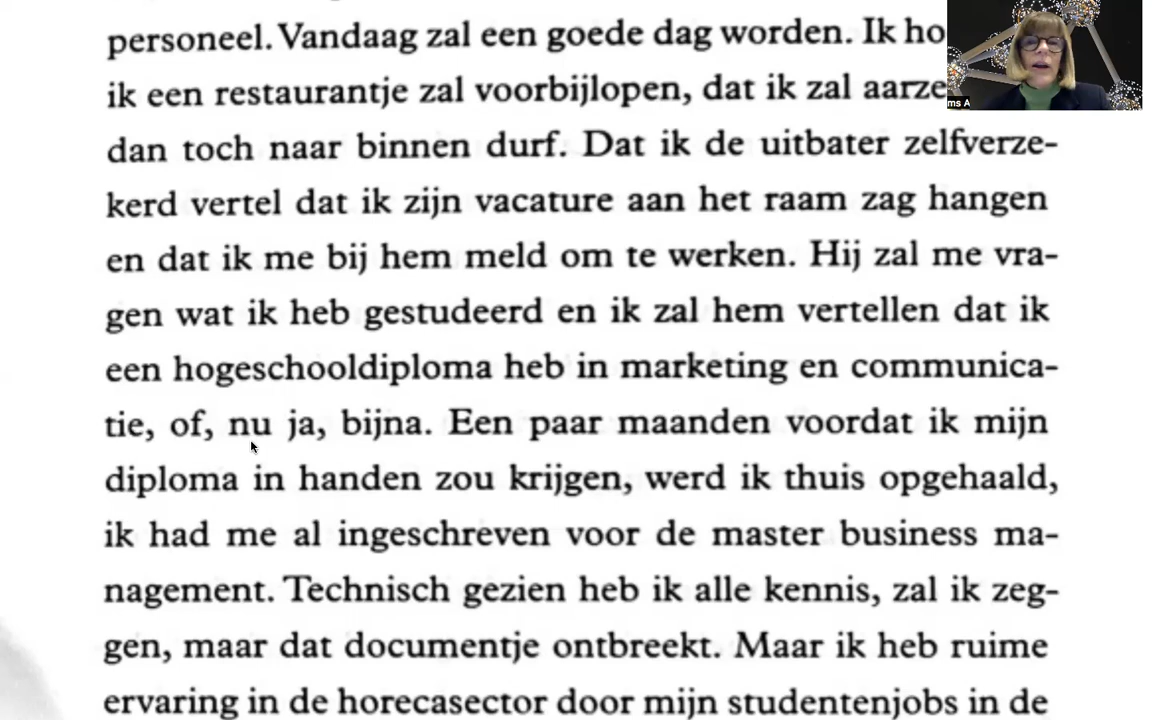 personeel. Vandaag zal een goede dag worden. Ik ho
ik een restaurantje zal voorbijlopen, dat ik zal aarze
dan toch naar binnen durf. Dat ik de uitbater zelfverze-
kerd vertel dat ik zijn vacature aan het raam zag hangen
en dat ik me bij hem meld om te werken. Hij zal me vra-
gen wat ik heb gestudeerd en ik zal hem vertellen dat ik
een hogeschooldiploma heb in marketing en communica-
tie, of, nu ja, bijna. Een paar maanden voordat ik mijn
diploma in handen zou krijgen, werd ik thuis opgehaald,
ik had me al ingeschreven voor de master business ma-
nagement. Technisch gezien heb ik alle kennis, zal ik zeg-
gen, maar dat documentje ontbreekt. Maar ik heb ruime
ervaring in de horecasector door mijn studentenjobs in de
ms A